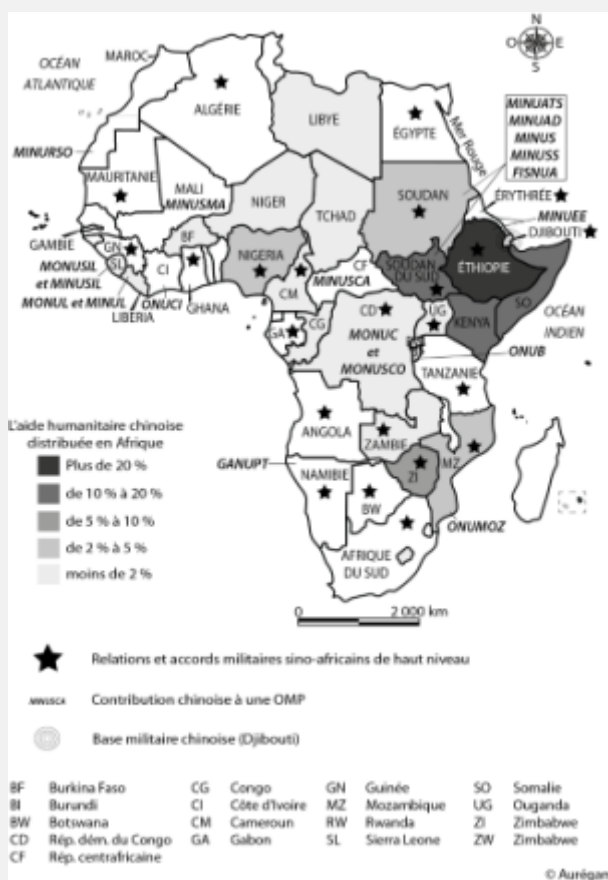 N
O
E
S
OCÉAN
ATLANTIQUE
MAROC
ALGÉRIE
LIBYE
ÉGYPTE
Mer Rouge
MINUATS
MINUAD
MINUS
MINUSS
FISNUA
MINURSO
MAURITANIE
MALI
MINUSMA
NIGER
TCHAD
SOUDAN
ÉRYTHRÉE
MINUEE
DJIBOUTI
GAMBIE
GN
SL
BF
CI
NIGERIA
CF
SOUDAN
DU SUD
ÉTHIOPIE
MONUSIL
et MINUSIL
MONUL et MINUL
LIBERIA
ONUCI
GHANA
CM
MINUSCA
SO
OCÉAN
INDIEN
GA
CG
CD
UG
KENYA
MONUC
et
MONUSCO
ONUB
TANZANIE
ANGOLA
ZAMBIE
MZ
GANUPT
NAMIBIE
ZI
BW
ONUMOZ
AFRIQUE
DU SUD
L'aide humanitaire chinoise
distribuée en Afrique
Plus de 20 %
de 10 % à 20 %
de 5 % à 10 %
de 2 % à 5 %
moins de 2 %
0 2 000 km
Relations et accords militaires sino-africains de haut niveau
MINUSCA Contribution chinoise à une OMP
Base militaire chinoise (Djibouti)
BF Burkina Faso CG Congo GN Guinée SO Somalie
BI Burundi CI Côte d'Ivoire MZ Mozambique UG Ouganda
BW Botswana CM Cameroun RW Rwanda ZI Zimbabwe
CD Rép. dém. du Congo GA Gabon SL Sierra Leone ZW Zimbabwe
CF Rép. centrafricaine
© Aurégan